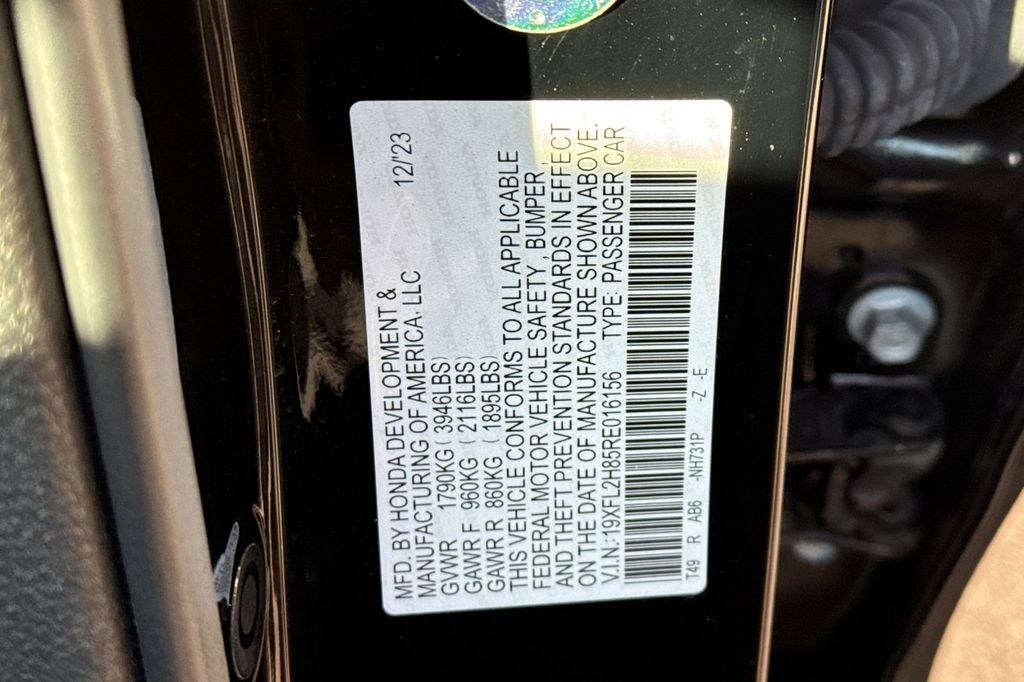 MFD. BY HONDA DEVELOPMENT &
MANUFACTURING OF AMERICA, LLC 12/'23
GVWR 1790KG ( 3946LBS)
GAWR F 960KG ( 2116LBS)
GAWR R 860KG ( 1895LBS)
THIS VEHICLE CONFORMS TO ALL APPLICABLE
FEDERAL MOTOR VEHICLE SAFETY, BUMPER,
AND THEFT PREVENTION STANDARDS IN EFFECT
ON THE DATE OF MANUFACTURE SHOWN ABOVE.
V.I.N.:19XFL2H85RE016156 TYPE: PASSENGER CAR
T49 R AB6 -NH731P -Z -E